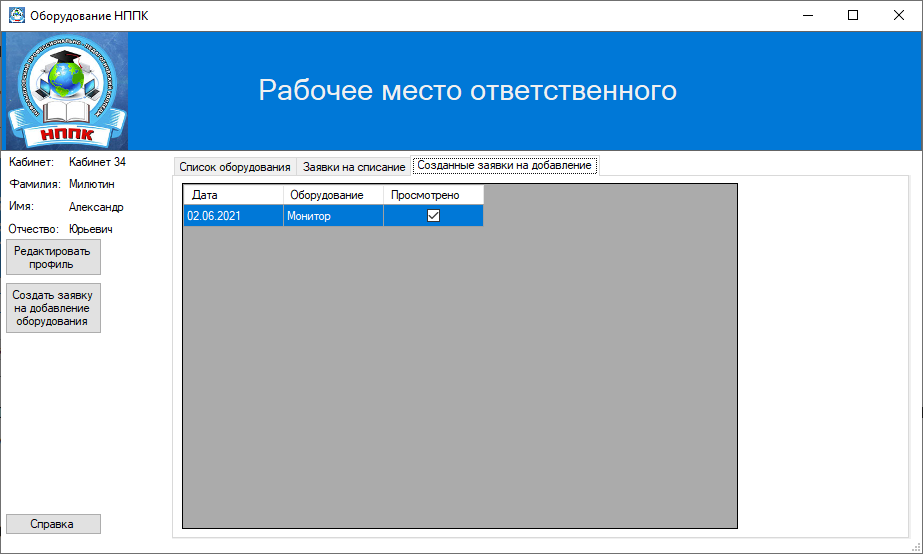 Оборудование НППК
НППК
Рабочее место ответственного
Кабинет: Кабинет 34
Фамилия: Милютин
Имя: Александр
Отчество: Юрьевич
Редактировать
профиль
Создать заявку
на добавление
оборудования
Справка
Список оборудования Заявки на списание Созданные заявки на добавление
Дата Оборудование Просмотрено
02.06.2021 Монитор